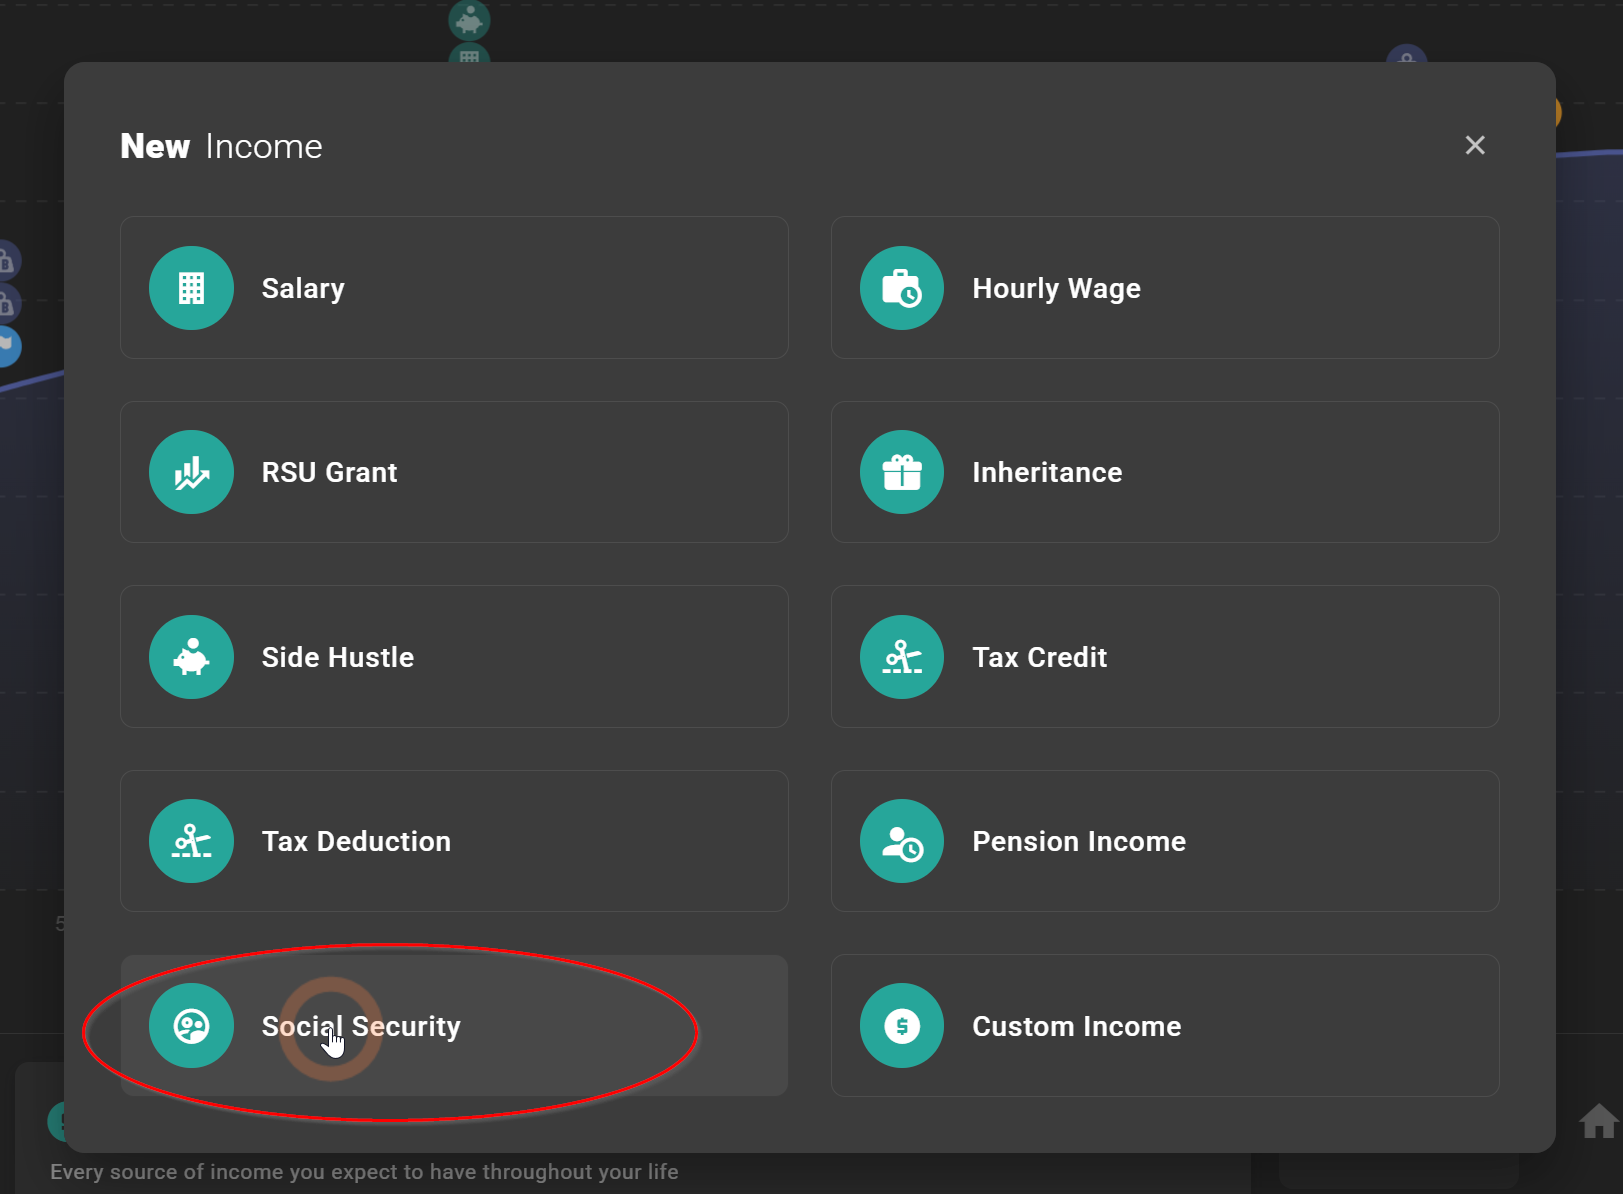 New Income
Salary
Hourly Wage
RSU Grant
Inheritance
Side Hustle
Tax Credit
Tax Deduction
Pension Income
5
Social Security
Custom Income
Every source of income you expect to have throughout your life